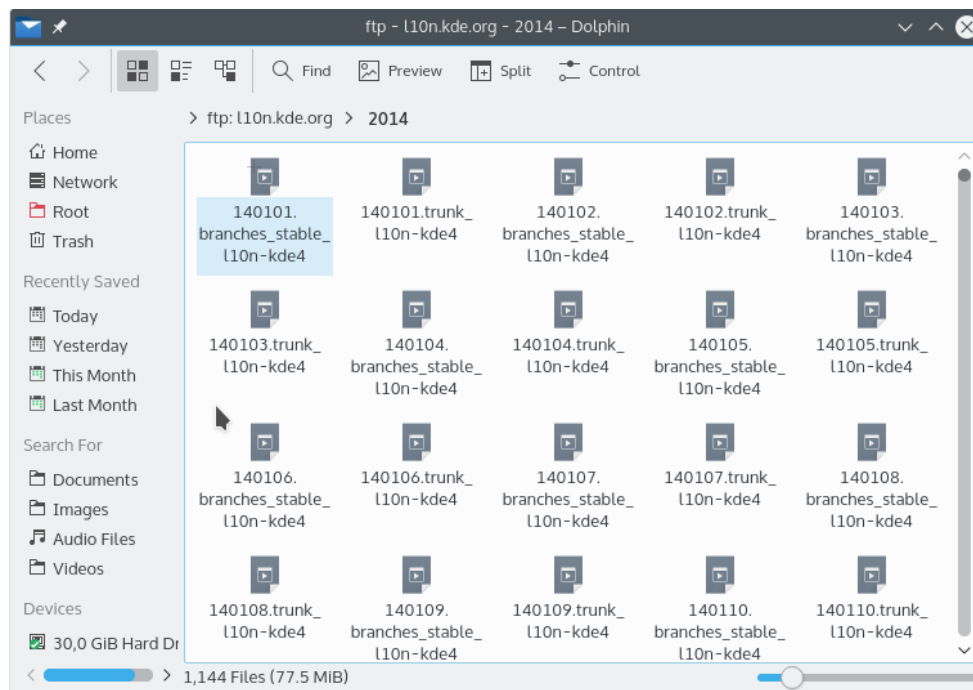 ftp - l10n.kde.org - 2014 – Dolphin
Find Preview Split Control
Places
ftp: l10n.kde.org 2014
Home
Network
Root
Trash
Recently Saved
Today
Yesterday
This Month
Last Month
Search For
Documents
Images
Audio Files
Videos
Devices
30,0 GiB Hard Dr
140101.
branches_stable_
l10n-kde4
140101.trunk_
l10n-kde4
140102.
branches_stable_
l10n-kde4
140102.trunk_
l10n-kde4
140103.
branches_stable_
l10n-kde4
140103.trunk_
l10n-kde4
140104.
branches_stable_
l10n-kde4
140104.trunk_
l10n-kde4
140105.
branches_stable_
l10n-kde4
140105.trunk_
l10n-kde4
140106.
branches_stable_
l10n-kde4
140106.trunk_
l10n-kde4
140107.
branches_stable_
l10n-kde4
140107.trunk_
l10n-kde4
140108.
branches_stable_
l10n-kde4
140108.trunk_
l10n-kde4
140109.
branches_stable_
l10n-kde4
140109.trunk_
l10n-kde4
140110.
branches_stable_
l10n-kde4
140110.trunk_
l10n-kde4
1,144 Files (77.5 MiB)